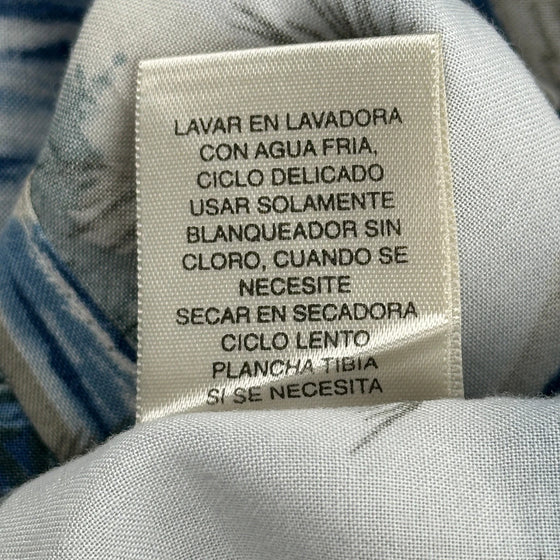 LAVAR EN LAVADORA
CON AGUA FRIA,
CICLO DELICADO
USAR SOLAMENTE
BLANQUEADOR SIN
CLORO, CUANDO SE
NECESITE
SECAR EN SECADORA
CICLO LENTO
PLANCHA TIBIA
SI SE NECESITA